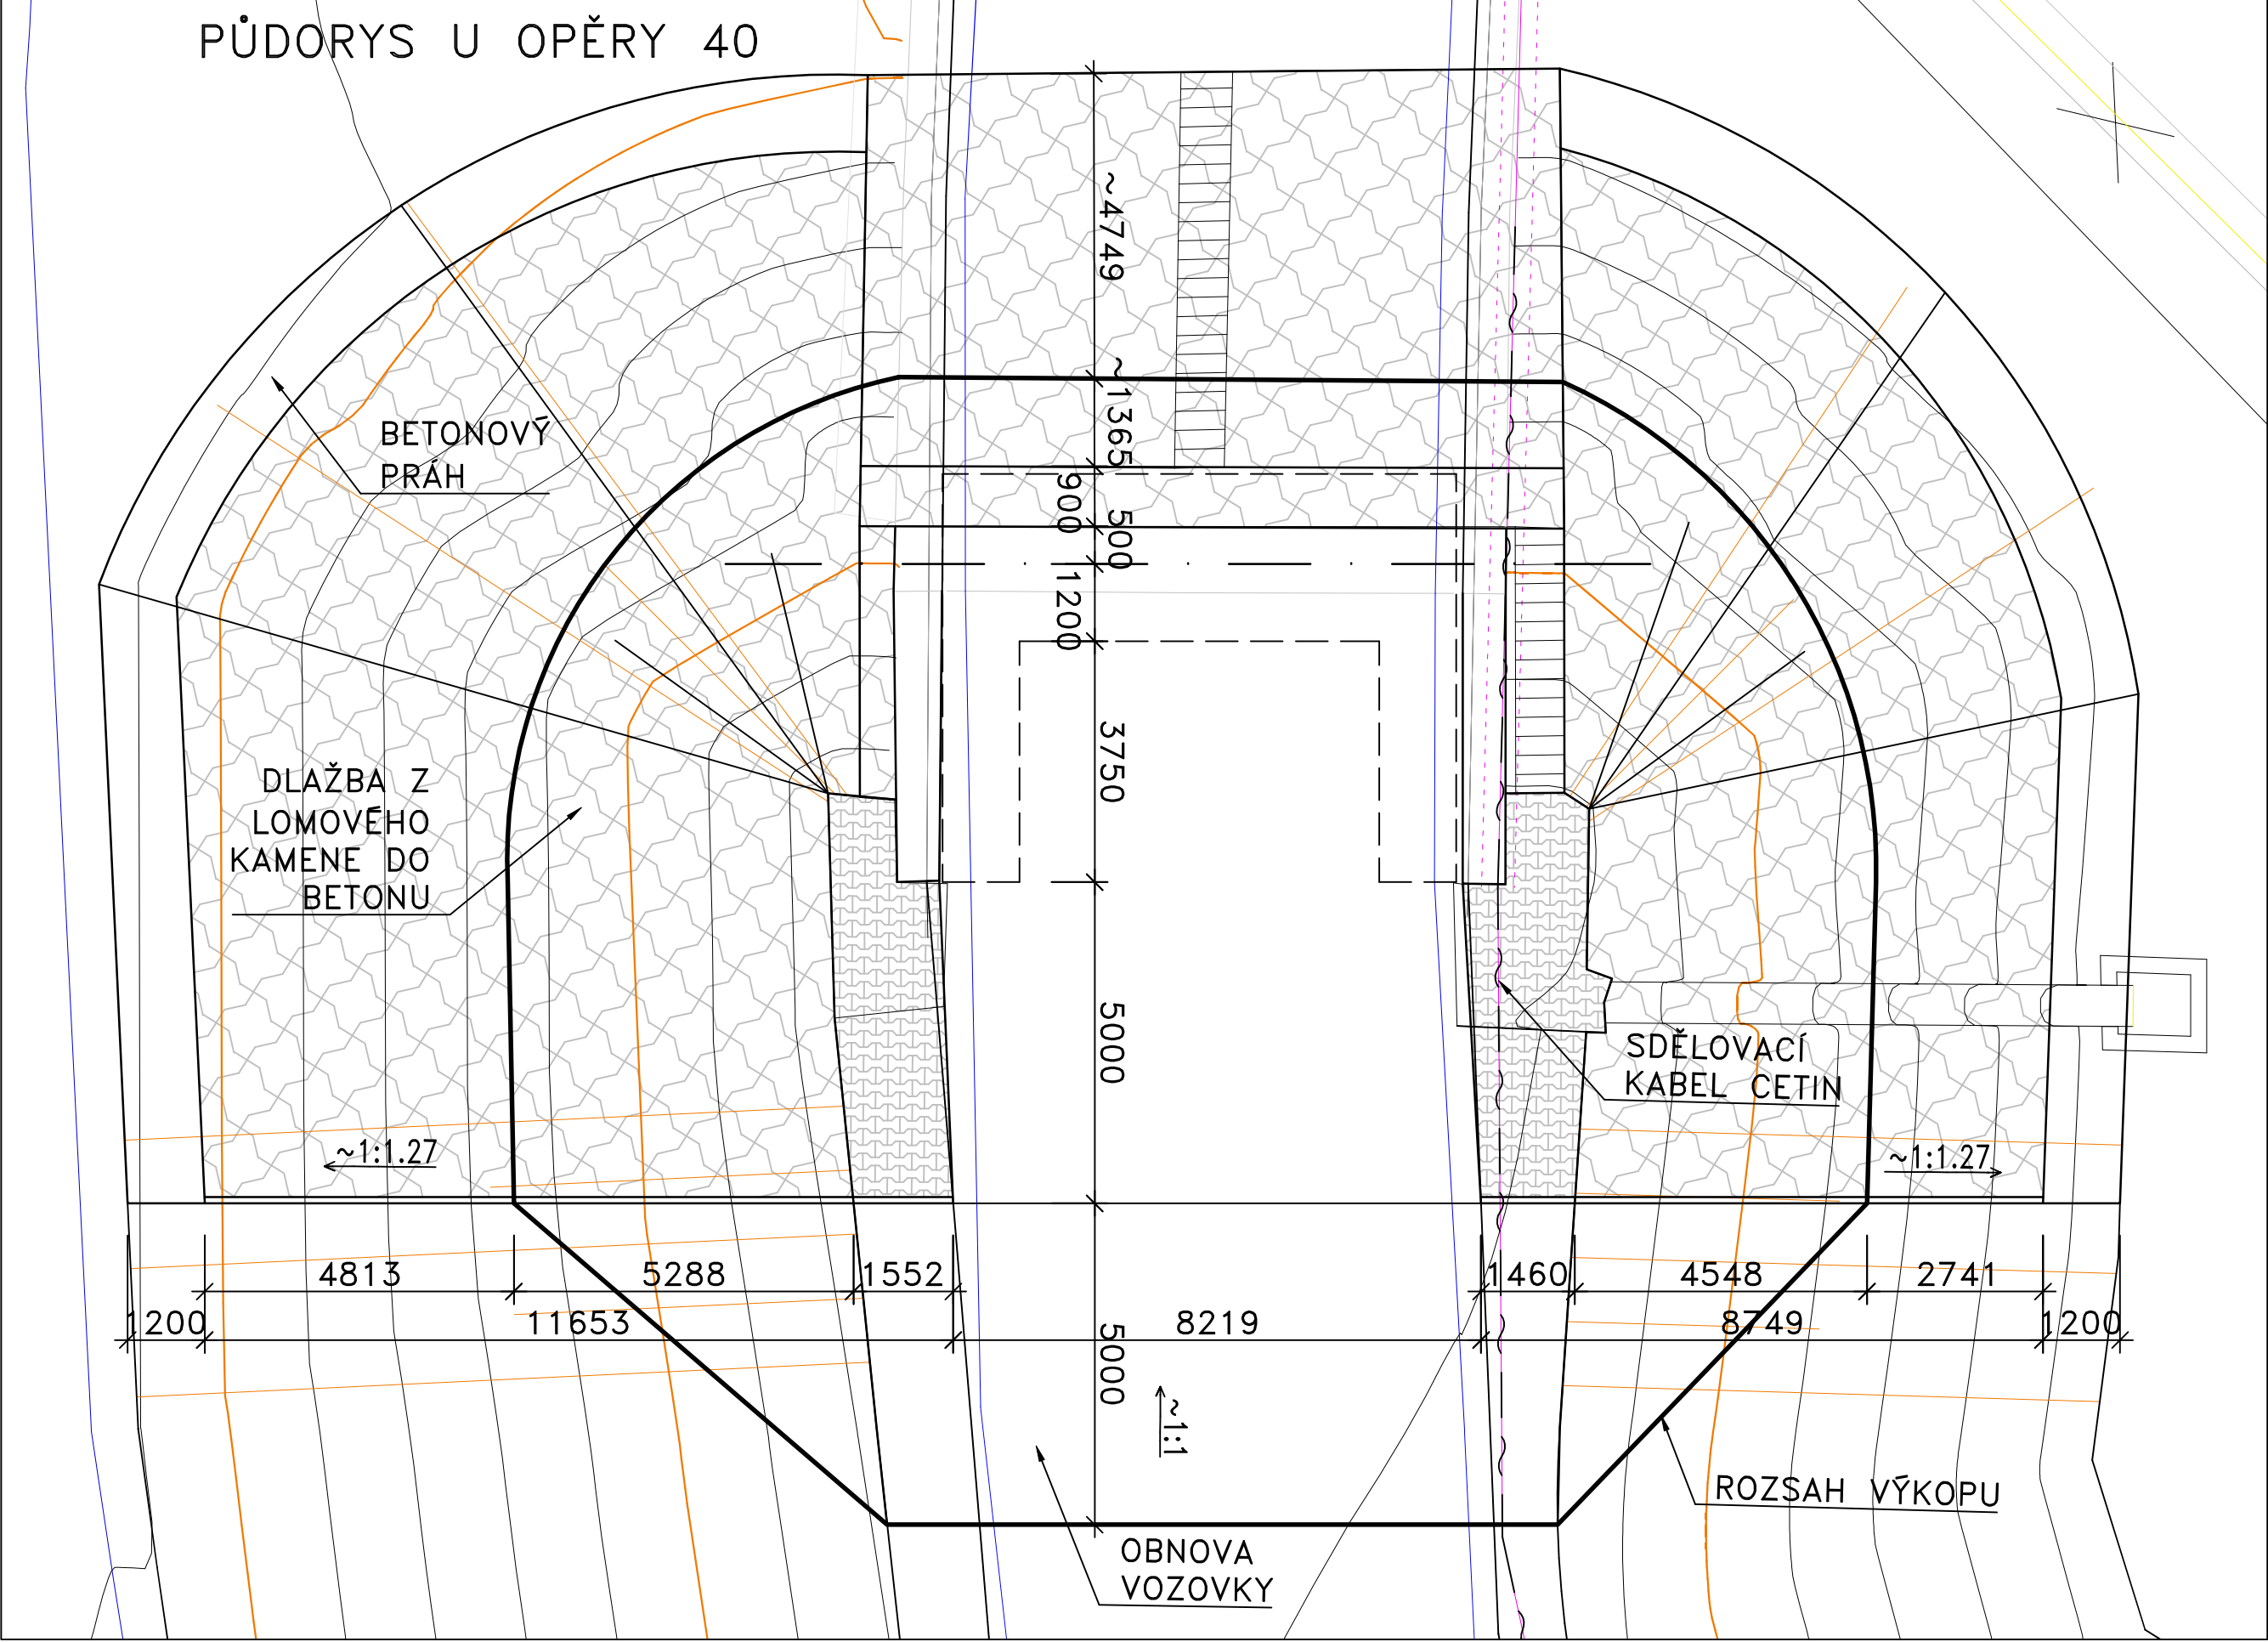 PŮDORYS U OPĚRY 40
~4749
~1365
900
500
1200
3750
5000
5000
BETONOVÝ
PRÁH
DLAŽBA Z
LOMOVÉHO
KAMENE DO
BETONU
SDĚLOVACÍ
KABEL CETIN
~1:1.27
~1:1.27
4813
5288
1552
1460
4548
2741
1200
11653
8219
8749
1200
~1:1
ROZSAH VÝKOPU
OBNOVA
VOZOVKY